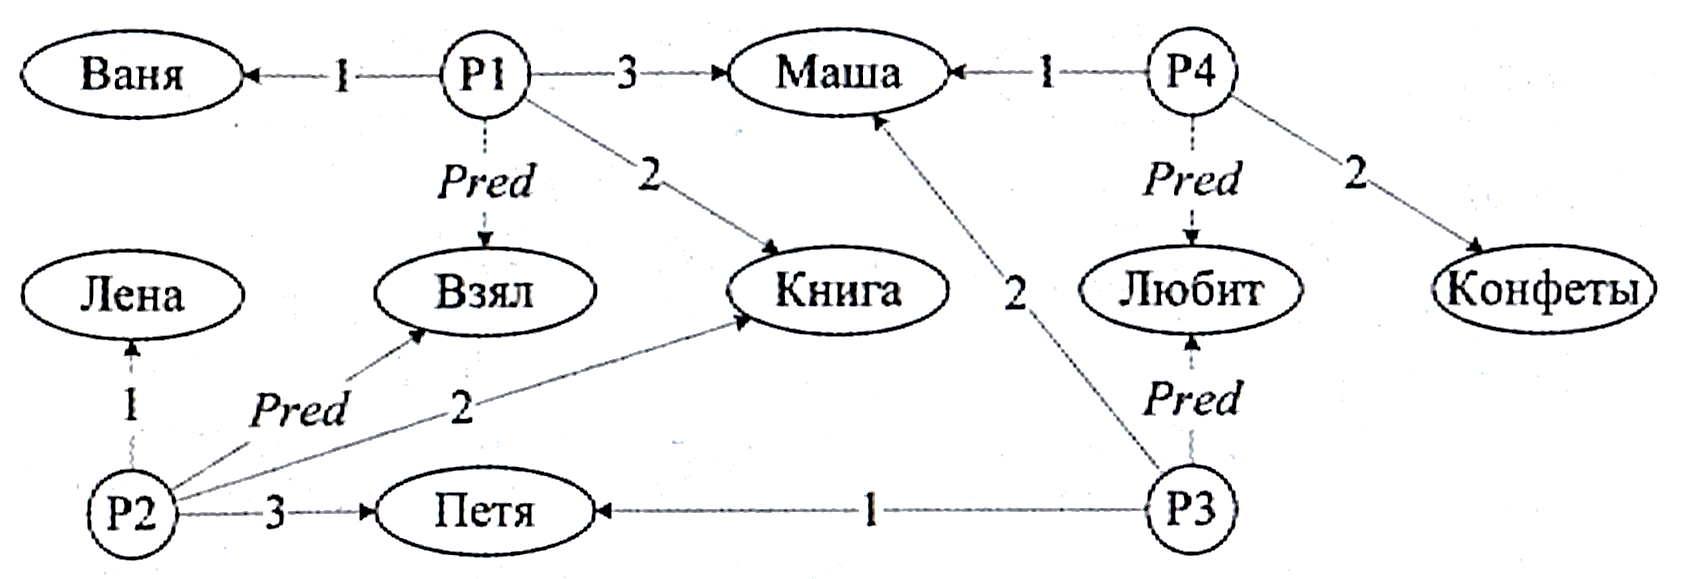 Ваня 1 P1 3 Маша 1 P4
Pred 2 Pred 2
Лена Взял Книга 2 Любит Конфеты
1 Pred 2 Pred
P2 3 Петя 1 P3